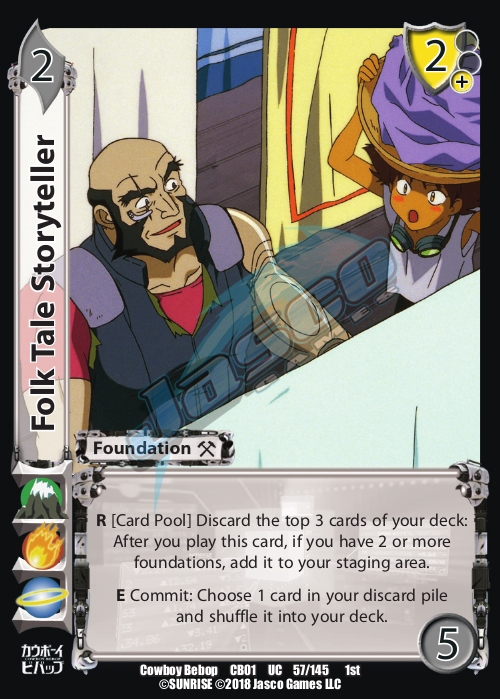 2
2
+
Folk Tale Storyteller
Jasco
GAMES
Foundation
R [Card Pool] Discard the top 3 cards of your deck:
After you play this card, if you have 2 or more
foundations, add it to your staging area.
E Commit: Choose 1 card in your discard pile
and shuffle it into your deck.
5
カウボーイ
ビバップ
Cowboy Bebop CB01 UC 57/145 1st
©SUNRISE ©2018 Jasco Games LLC